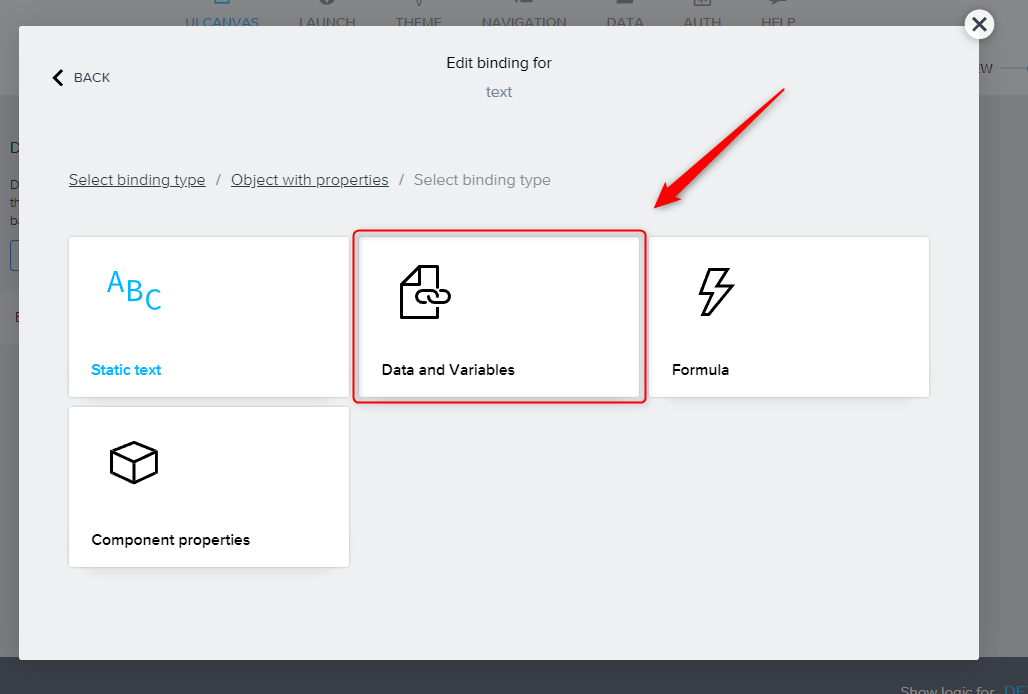 UI CANVAS LAUNCH THEME NAVIGATION DATA AUTH HELP
BACK
Edit binding for
text
Select binding type / Object with properties / Select binding type
ABC
Static text
Data and Variables
Formula
Component properties
Show logic for